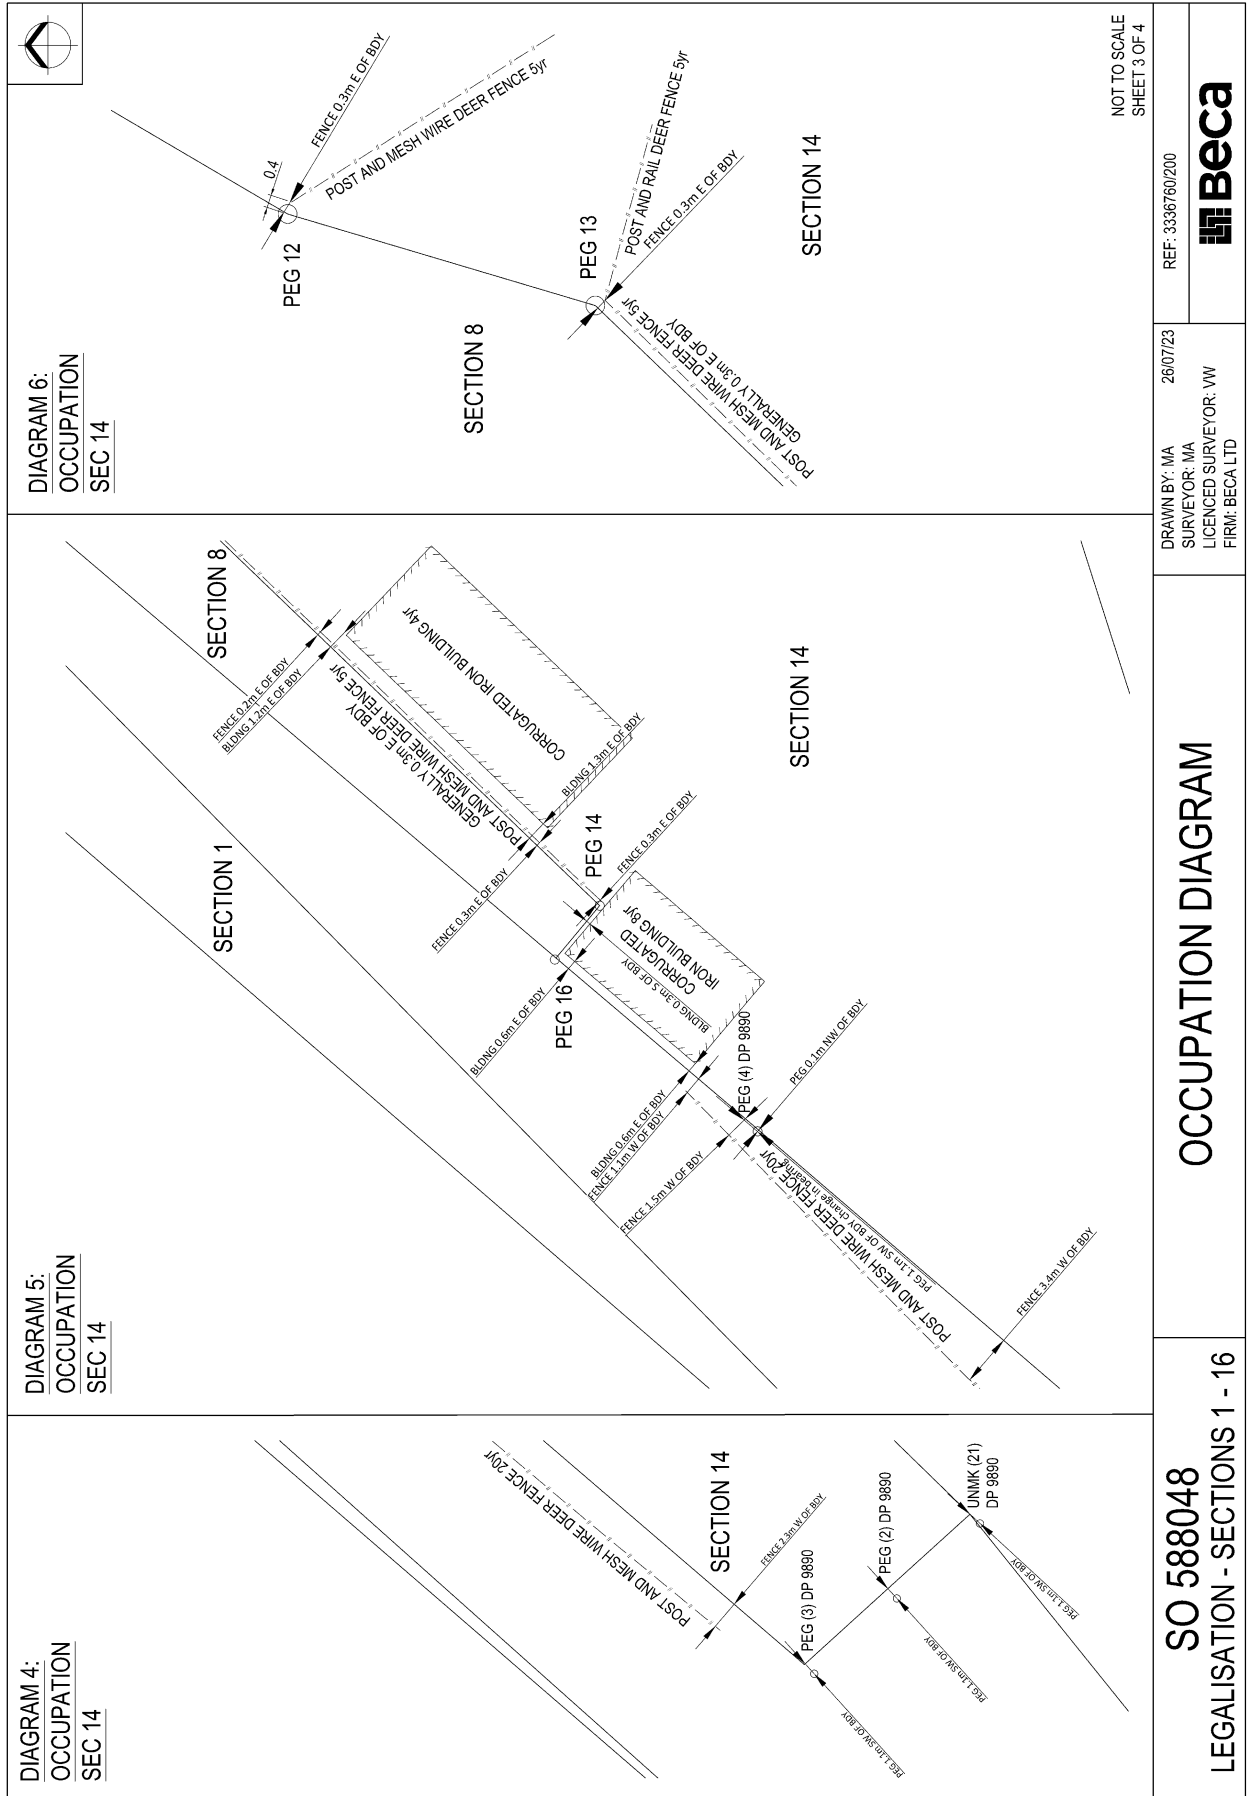 DIAGRAM 4:
OCCUPATION
SEC 14
POST AND MESH WIRE DEER FENCE 20yr
SECTION 14
FENCE 2.3m W OF BDY
PEG (3) DP 9890
PEG 1.1m SW OF BDY
PEG (2) DP 9890
PEG 1.1m SW OF BDY
UNMK (21)
DP 9890
PEG 1.1m SW OF BDY
DIAGRAM 5:
OCCUPATION
SEC 14
SECTION 1
SECTION 8
FENCE 0.2m E OF BDY
BLDNG 1.2m E OF BDY
GENERALLY 0.3m E OF BDY
POST AND MESH WIRE DEER FENCE 5yr
CORRUGATED IRON BUILDING 4yr
BLDNG 1.3m E OF BDY
FENCE 0.3m E OF BDY
PEG 14
FENCE 0.3m E OF BDY
SECTION 14
PEG 16
BLDNG 0.6m E OF BDY
CORRUGATED
IRON BUILDING 8yr
BLDNG 0.3m S OF BDY
BLDNG 0.6m E OF BDY
FENCE 1.1m W OF BDY
FENCE 1.5m W OF BDY
PEG (4) DP 9890
PEG 0.1m NW OF BDY
PEG 1.1m SW OF BDY change in bearing
POST AND MESH WIRE DEER FENCE 20yr
FENCE 3.4m W OF BDY
DIAGRAM 6:
OCCUPATION
SEC 14
0.4
FENCE 0.3m E OF BDY
POST AND MESH WIRE DEER FENCE 5yr
PEG 12
SECTION 8
PEG 13
POST AND RAIL DEER FENCE 5yr
FENCE 0.3m E OF BDY
POST AND MESH WIRE DEER FENCE 5yr
GENERALLY 0.3m E OF BDY
SECTION 14
NOT TO SCALE
SHEET 3 OF 4
SO 588048
LEGALISATION - SECTIONS 1 - 16
OCCUPATION DIAGRAM
DRAWN BY: MA 26/07/23
SURVEYOR: MA
LICENCED SURVEYOR: VW
FIRM: BECA LTD
REF: 3336760/200
Beca